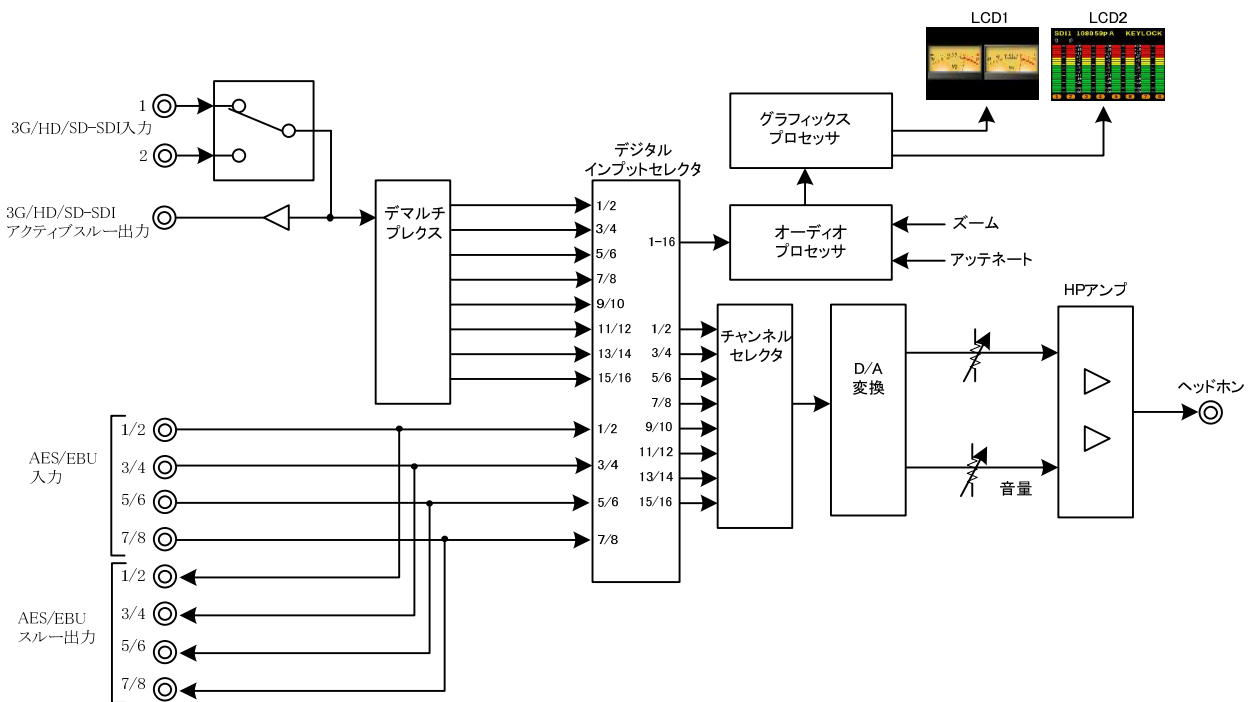 LCD1
LCD2
SDI1 1080 59p A KEYLOCK
1
3G/HD/SD-SDI入力
2
3G/HD/SD-SDI
アクティブスルー出力
デマルチ
プレクス
デジタル
インプットセレクタ
1/2
3/4
5/6
7/8
9/10
11/12
13/14
15/16
1/2
3/4
5/6
7/8
1-16
1/2
3/4
5/6
7/8
9/10
11/12
13/14
15/16
グラフィックス
プロセッサ
オーディオ
プロセッサ
ズーム
アッテネート
チャンネル
セレクタ
D/A
変換
音量
HPアンプ
ヘッドホン
AES/EBU
入力
1/2
3/4
5/6
7/8
AES/EBU
スルー出力
1/2
3/4
5/6
7/8